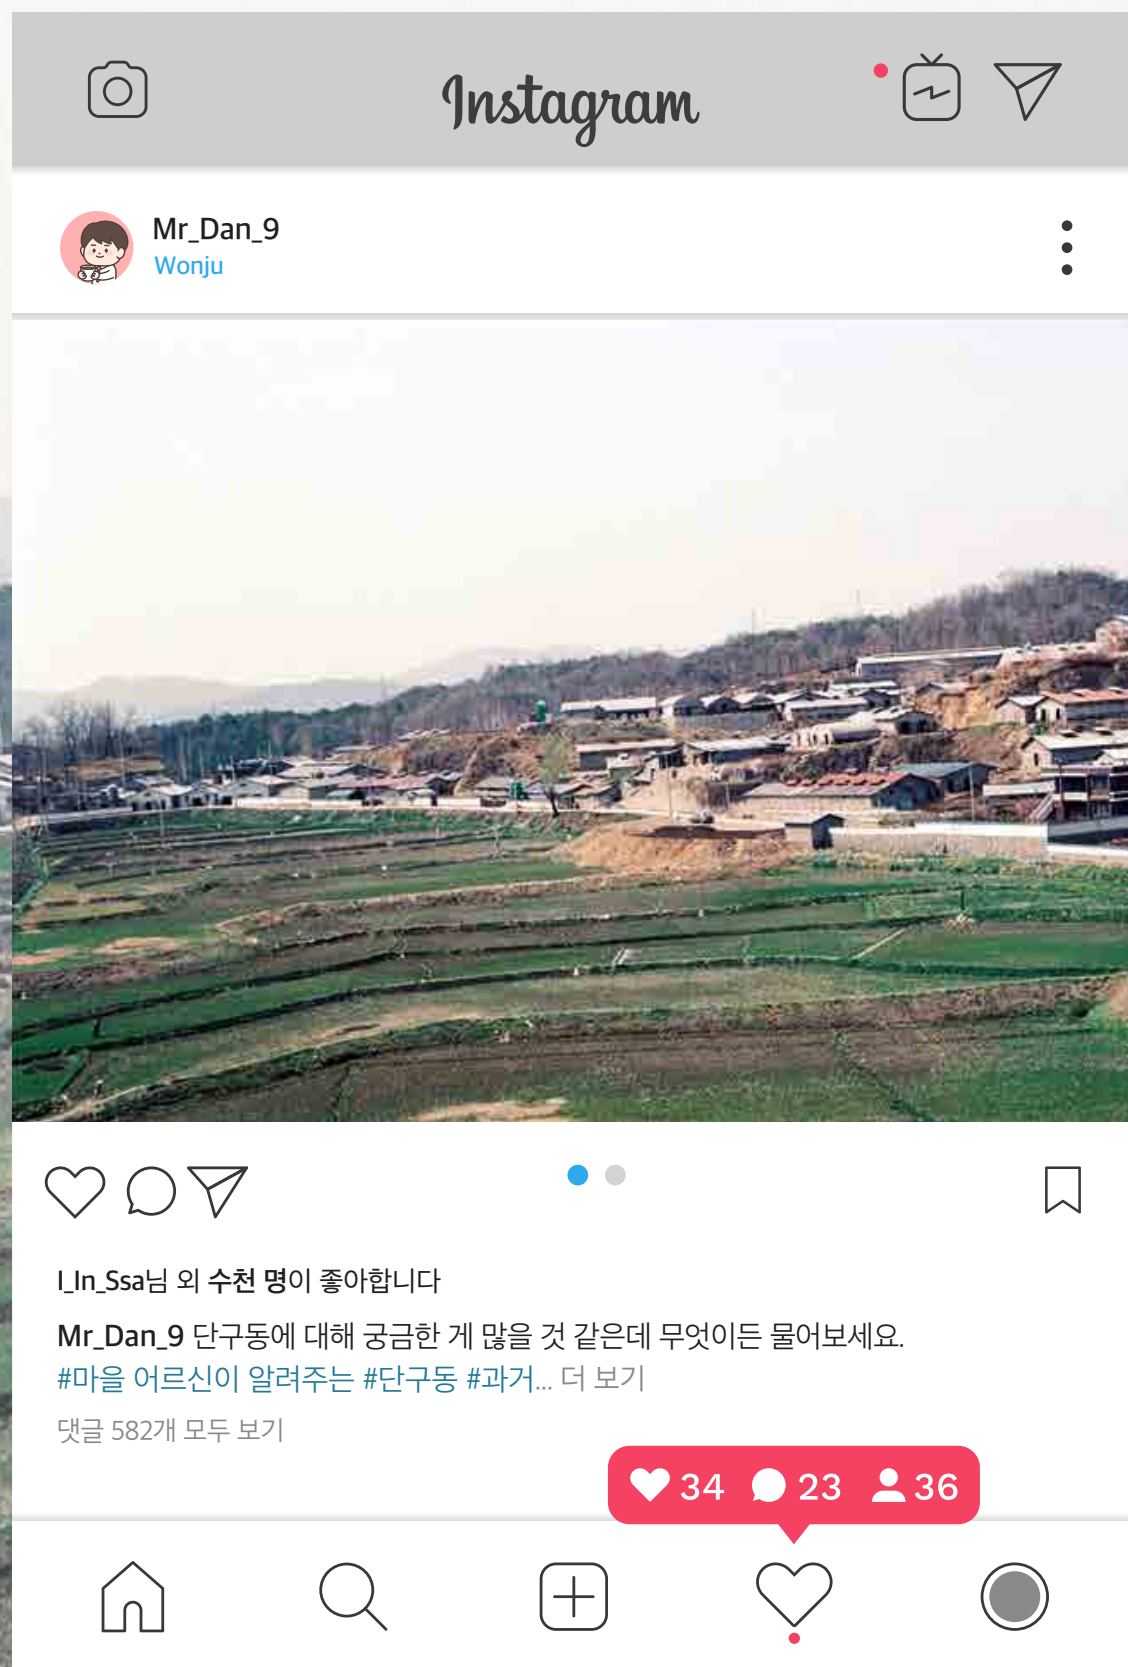 Instagram
Mr_Dan_9
Wonju
I_In_Ssa님 외 수천 명이 좋아합니다
Mr_Dan_9 단구동에 대해 궁금한 게 많을 것 같은데 무엇이든 물어보세요.
#마을 어르신이 알려주는 #단구동 #과거... 더 보기
댓글 582개 모두 보기
34 23 36